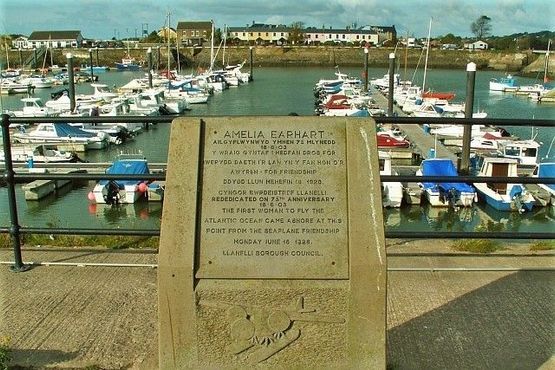 AMELIA EARHART
AILGYFLWYNWYD YMHEN 75 MLYNEDD
18·6·03
Y WRAIG GYNTAF I HEDFAN DROS FÔR
WERYDD DAETH I'R LAN YN Y FAN HON O'R
AWYREN - FOR FRIENDSHIP
DDYDD LLUN MEHEFIN 18 1928.
CYNGOR BWRDEISTREF LLANELLI
REDEDICATED ON 75th ANNIVERSARY
18·6·03
THE FIRST WOMAN TO FLY THE
ATLANTIC OCEAN CAME ASHORE AT THIS
POINT FROM THE SEAPLANE FRIENDSHIP
MONDAY JUNE 18 1928.
LLANELLI BOROUGH COUNCIL.